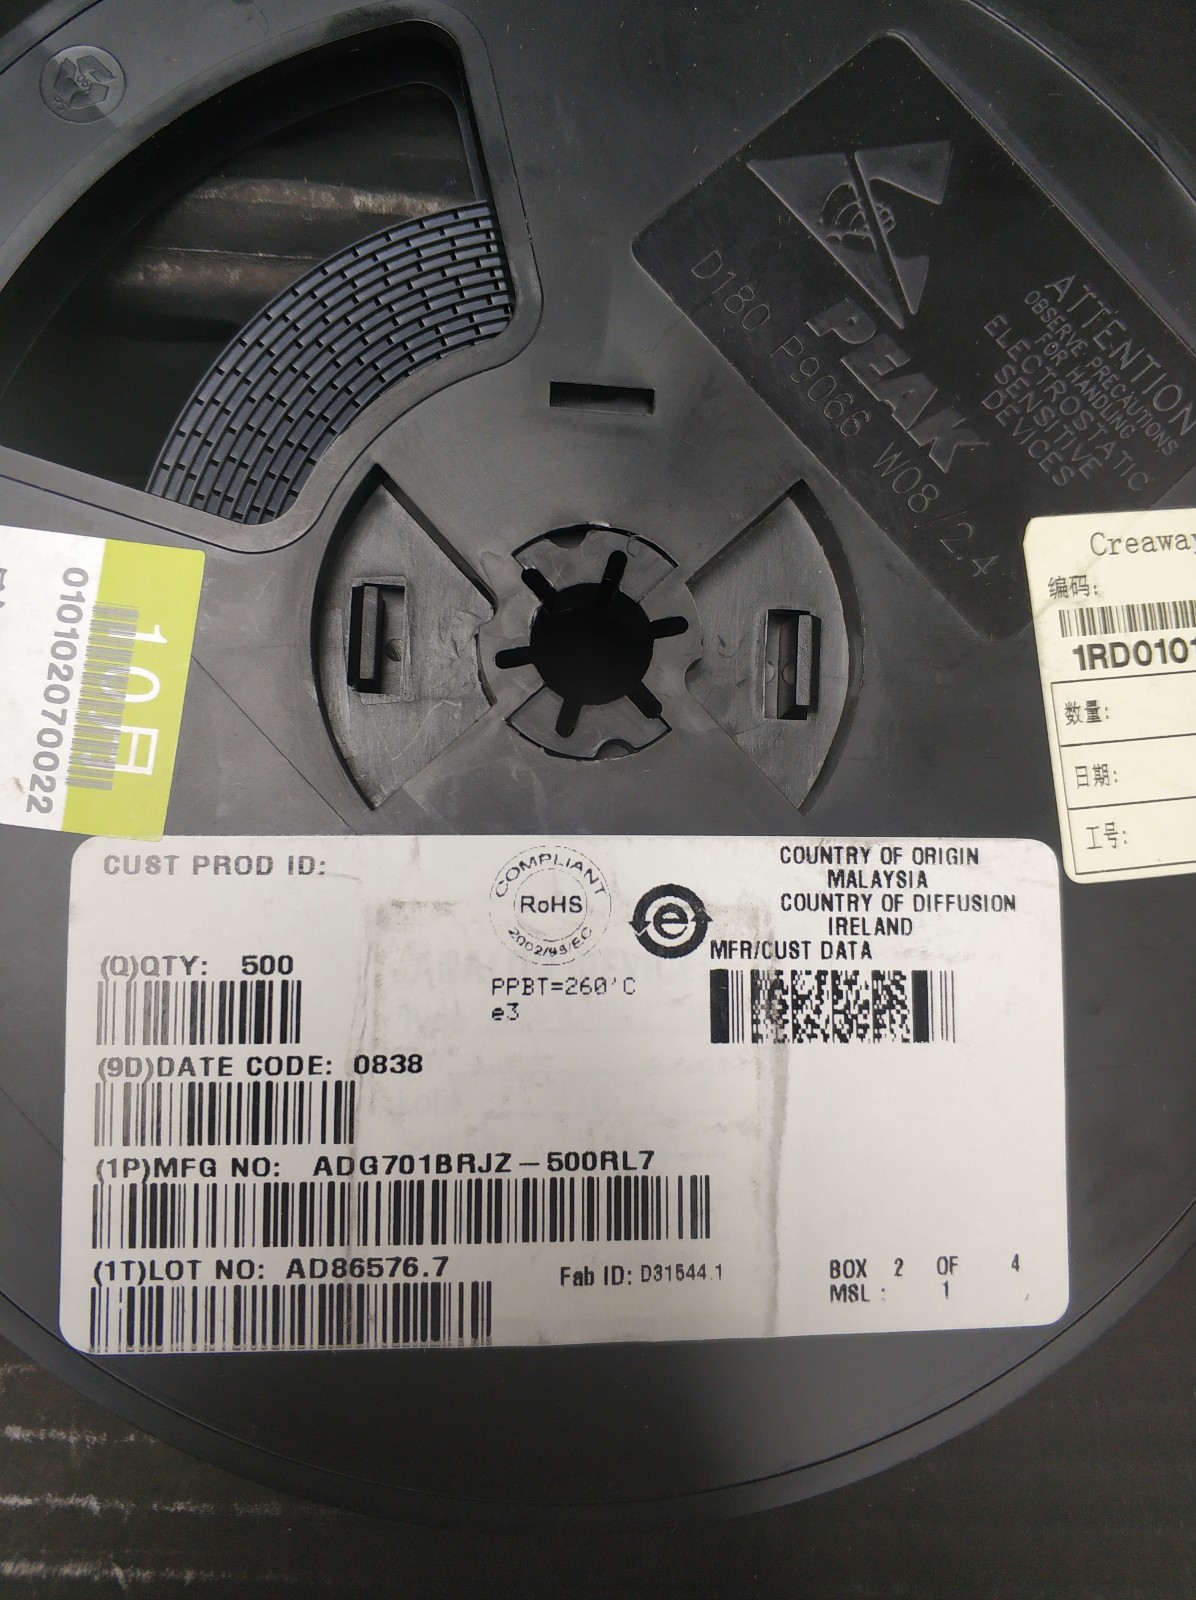 PEAK
D180 P9066 W08/2.4
ATTENTION
OBSERVE PRECAUTIONS
FOR HANDLING
ELECTROSTATIC
SENSITIVE
DEVICES
10月
0101020700022
Creaway
编码:
1RD0101
数量:
日期:
工号:
CUST PROD ID:
COMPLIANT
RoHS
2002/95/EC
e
COUNTRY OF ORIGIN
MALAYSIA
COUNTRY OF DIFFUSION
IRELAND
MFR/CUST DATA
(Q)QTY: 500
PPBT=260'C
e3
(9D)DATE CODE: 0838
(1P)MFG NO: ADG701BRJZ-500RL7
(1T)LOT NO: AD86576.7
Fab ID: D31544.1
BOX 2 OF 4
MSL : 1